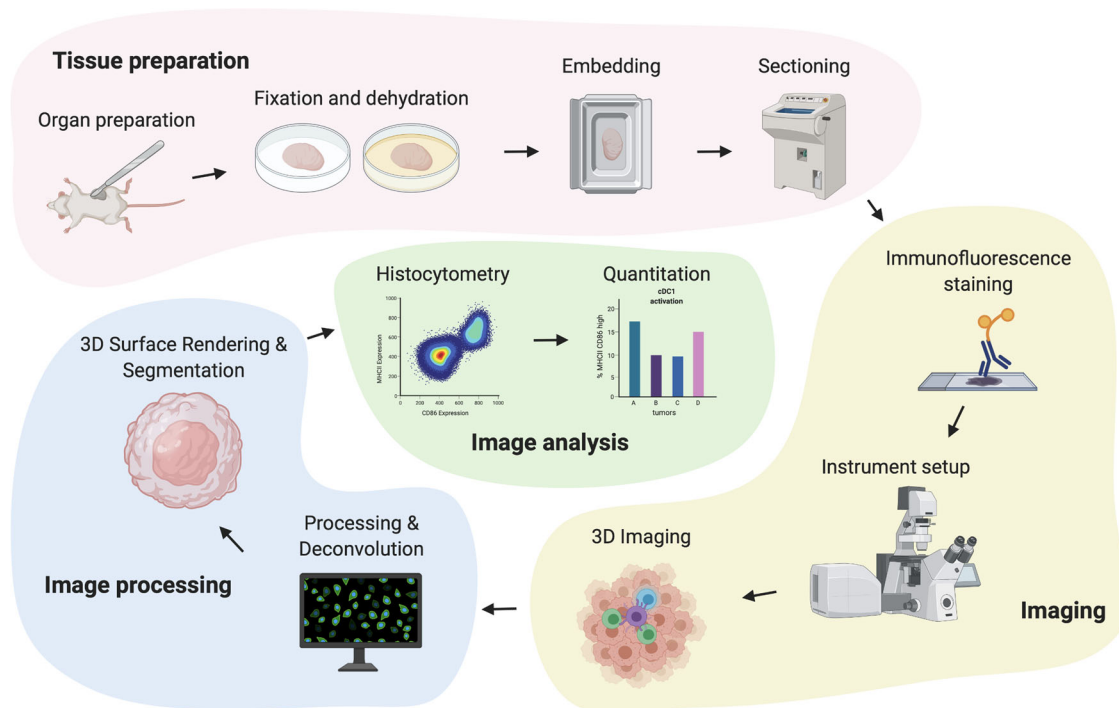 Tissue preparation
Organ preparation
Fixation and dehydration
Embedding
Sectioning
Immunofluorescence
staining
Instrument setup
3D Imaging
Imaging
Processing &
Deconvolution
3D Surface Rendering &
Segmentation
Image processing
Histocytometry
MHCII Expression
1000
800
600
400
200
0
0 200 400 600 800 1000
CD86 Expression
Quantitation
cDC1
activation
% MHCII CD86 high
20
15
10
5
0
A B C D
tumors
Image analysis